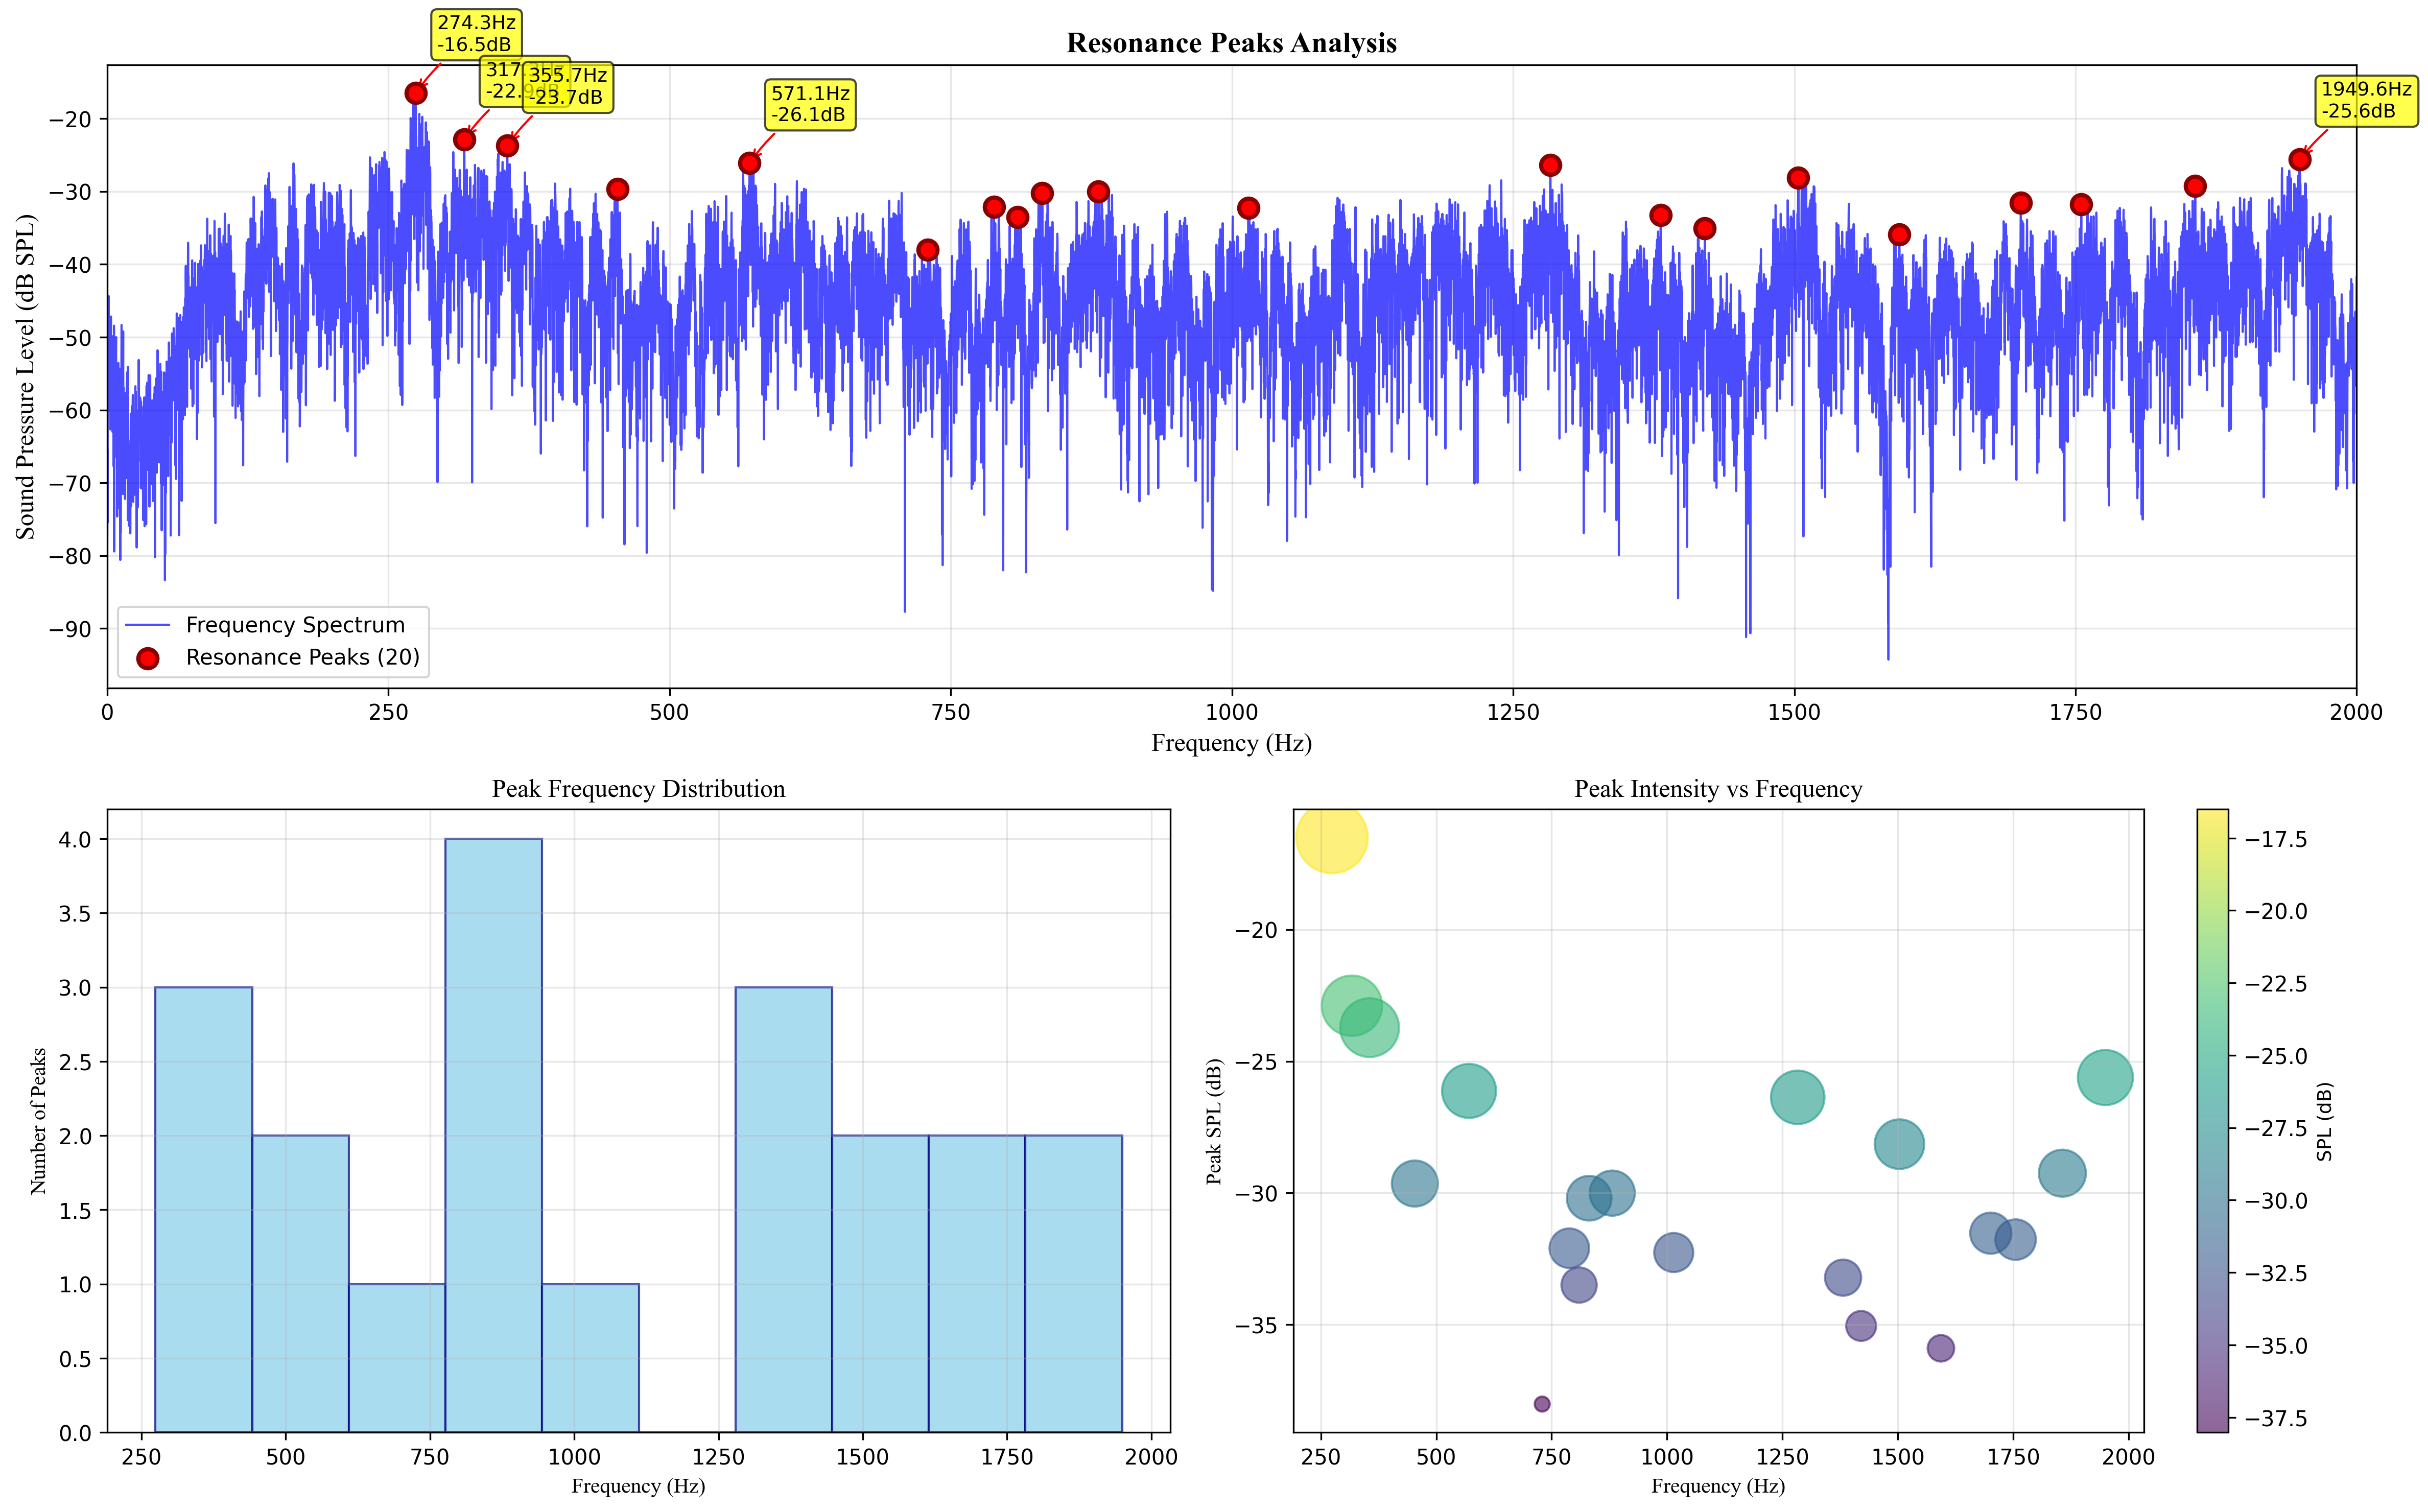 274.3Hz
-16.5dB
Resonance Peaks Analysis
317.
-22.9dB
355.7Hz
-23.7dB
571.1Hz
-26.1dB
1949.6Hz
-25.6dB
Sound Pressure Level (dB SPL)
−20
−30
−40
−50
−60
−70
−80
−90
Frequency Spectrum
Resonance Peaks (20)
0
250
500
750
1000
1250
1500
1750
2000
Frequency (Hz)
Peak Frequency Distribution
Number of Peaks
4.0
3.5
3.0
2.5
2.0
1.5
1.0
0.5
0.0
250
500
750
1000
1250
1500
1750
2000
Frequency (Hz)
Peak Intensity vs Frequency
Peak SPL (dB)
−20
−25
−30
−35
250
500
750
1000
1250
1500
1750
2000
Frequency (Hz)
−17.5
−20.0
−22.5
−25.0
−27.5
−30.0
−32.5
−35.0
−37.5
SPL (dB)